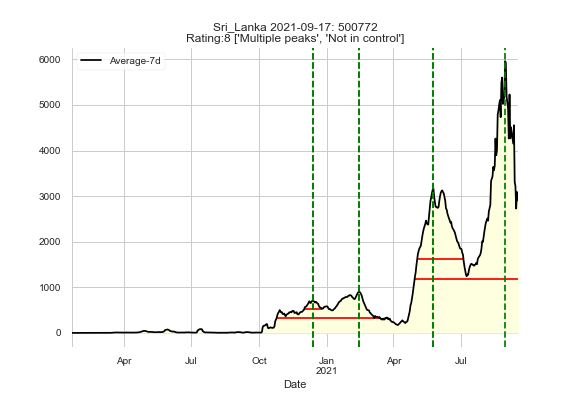 Sri_Lanka 2021-09-17: 500772
Rating:8 ['Multiple peaks', 'Not in control']
Average-7d
6000
5000
4000
3000
2000
1000
0
Apr Jul Oct Jan Apr Jul
2021
Date